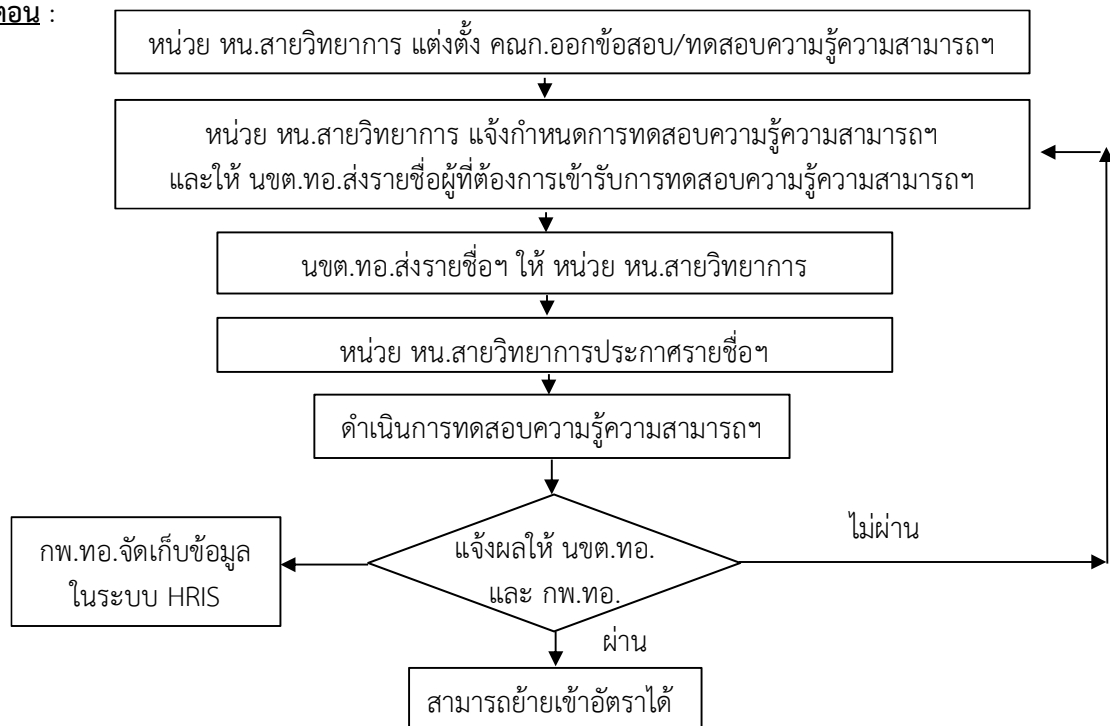 ตอน :
หน่วย หน.สายวิทยาการ แต่งตั้ง คณก.ออกข้อสอบ/ทดสอบความรู้ความสามารถฯ
หน่วย หน.สายวิทยาการ แจ้งกำหนดการทดสอบความรู้ความสามารถฯ
และให้ นขต.ทอ.ส่งรายชื่อผู้ที่ต้องการเข้ารับการทดสอบความรู้ความสามารถฯ
นขต.ทอ.ส่งรายชื่อฯ ให้ หน่วย หน.สายวิทยาการ
หน่วย หน.สายวิทยาการประกาศรายชื่อฯ
ดำเนินการทดสอบความรู้ความสามารถฯ
แจ้งผลให้ นขต.ทอ.
และ กพ.ทอ.
ไม่ผ่าน
กพ.ทอ.จัดเก็บข้อมูล
ในระบบ HRIS
ผ่าน
สามารถย้ายเข้าอัตราได้